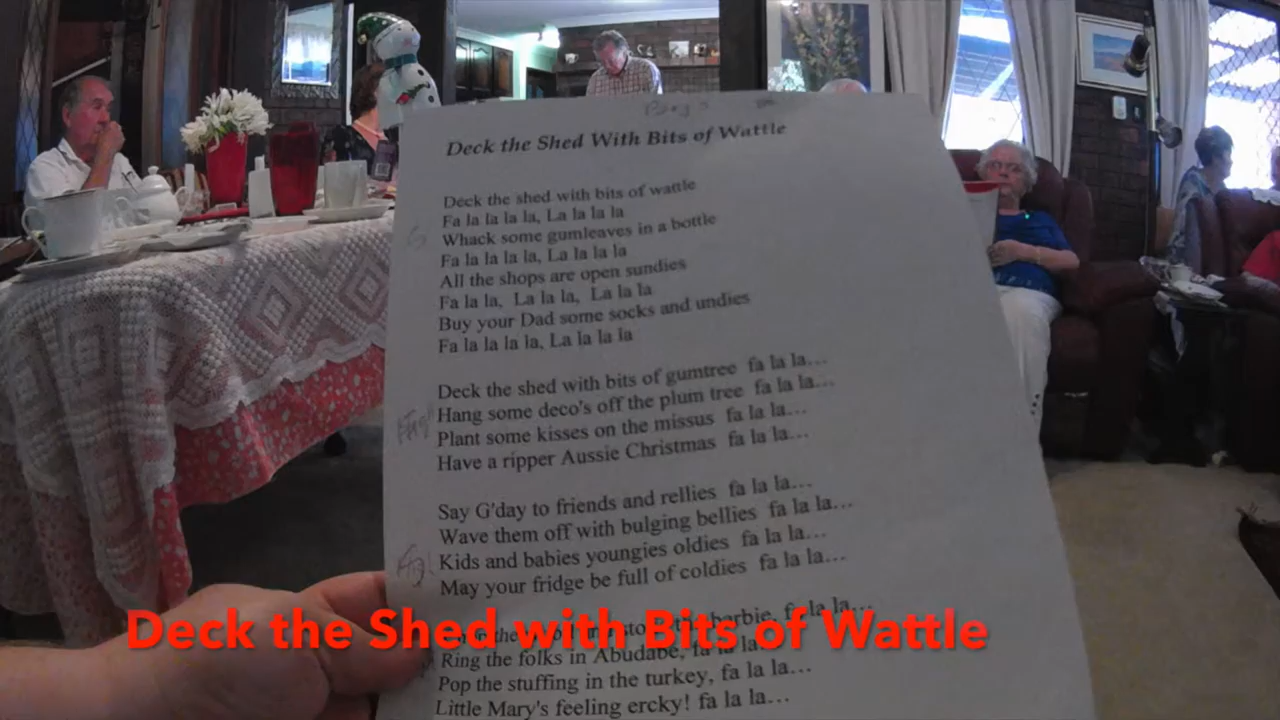 Deck the Shed With Bits of Wattle
Deck the shed with bits of wattle
Fa la la la la, La la la la
Whack some gumleaves in a bottle
Fa la la la la, La la la la
All the shops are open sundies
Fa la la, La la la, La la la
Buy your Dad some socks and undies
Fa la la la la, La la la la
Deck the shed with bits of gumtree fa la la...
Hang some deco's off the plum tree fa la la...
Plant some kisses on the missus fa la la...
Have a ripper Aussie Christmas fa la la...
Say G'day to friends and rellies fa la la...
Wave them off with bulging bellies fa la la...
Kids and babies youngies oldies fa la la...
May your fridge be full of coldies fa la la...
the barbie, fa la la...
Ring the folks in Abudabe, fa la la...
Pop the stuffing in the turkey, fa la la...
Little Mary's feeling ercky! fa la la...
Deck the Shed with Bits of Wattle